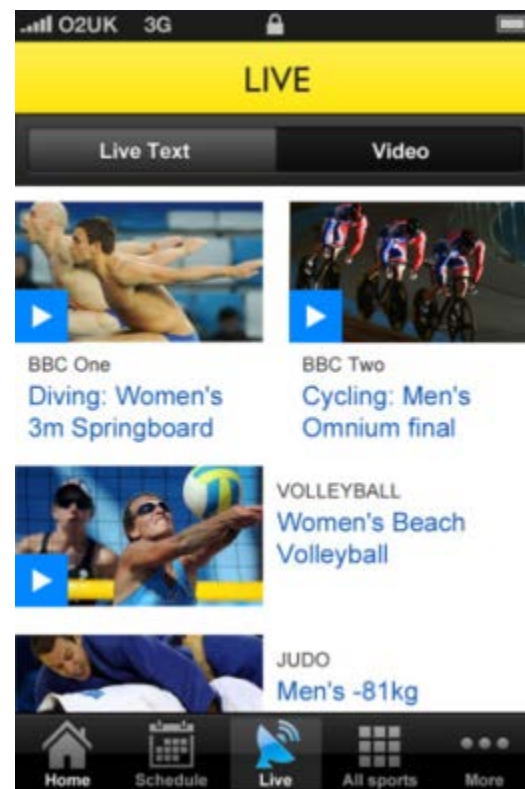 O2UK 3G
LIVE
Live Text Video
BBC One
Diving: Women's
3m Springboard
BBC Two
Cycling: Men's
Omnium final
VOLLEYBALL
Women's Beach
Volleyball
JUDO
Men's -81kg
Home Schedule Live All sports More